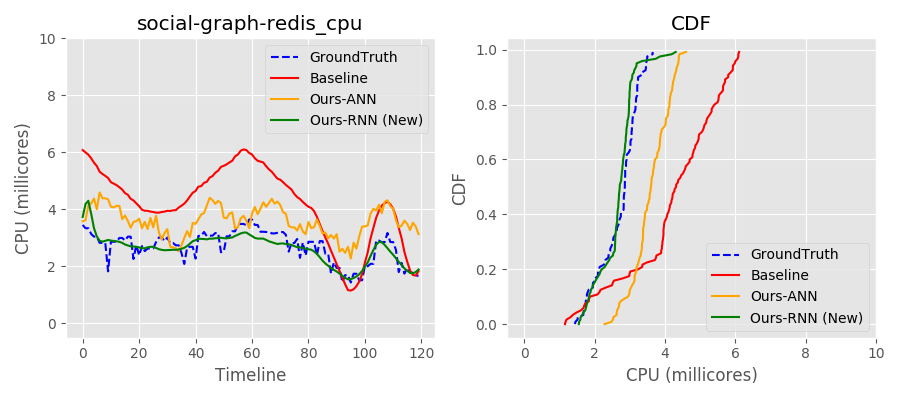 social-graph-redis_cpu
CPU (millicores)
10
8
6
4
2
0
GroundTruth
Baseline
Ours-ANN
Ours-RNN (New)
0 20 40 60 80 100 120
Timeline
CDF
CDF
1.0
0.8
0.6
0.4
0.2
0.0
GroundTruth
Baseline
Ours-ANN
Ours-RNN (New)
0 2 4 6 8 10
CPU (millicores)